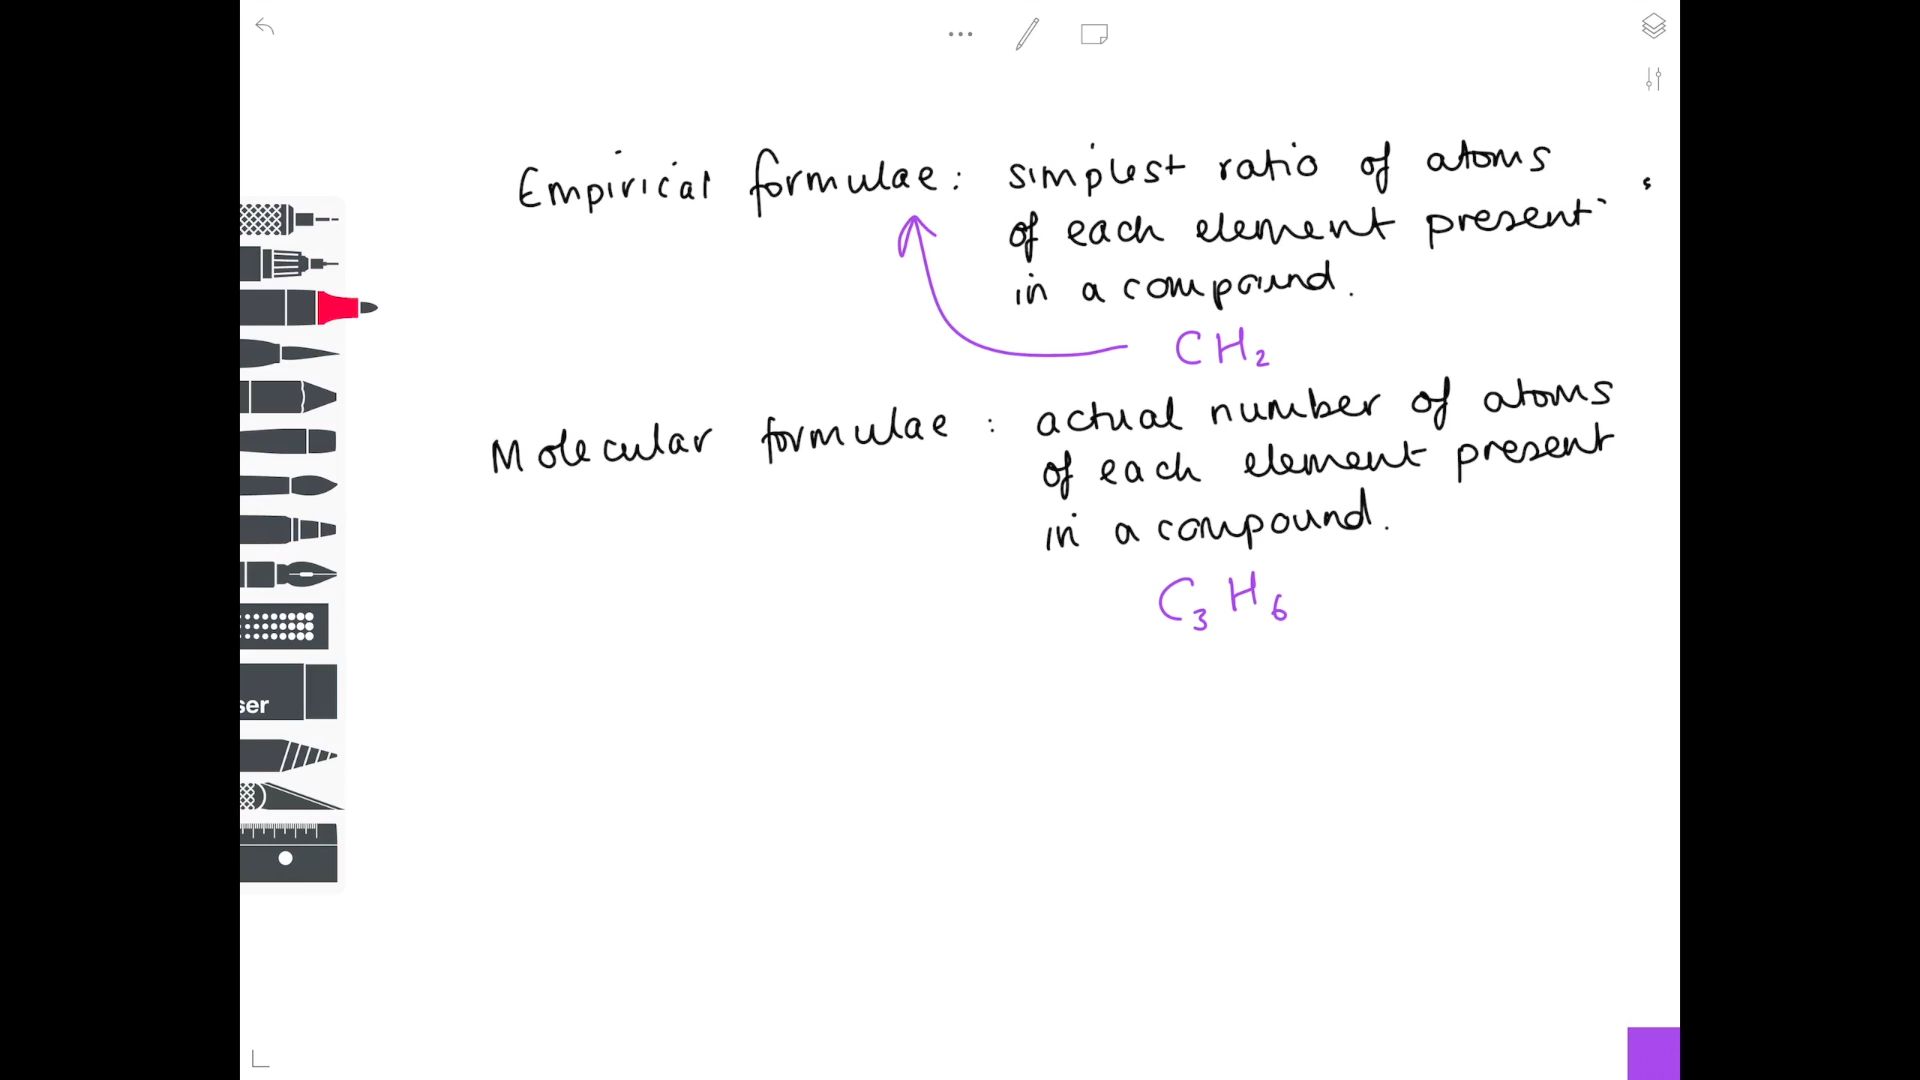 Empirical formulae: simplest ratio of atoms
of each element present
in a compound.
CH₂
Molecular formulae: actual number of atoms
of each element present
in a compound.
C₃H₆
ser